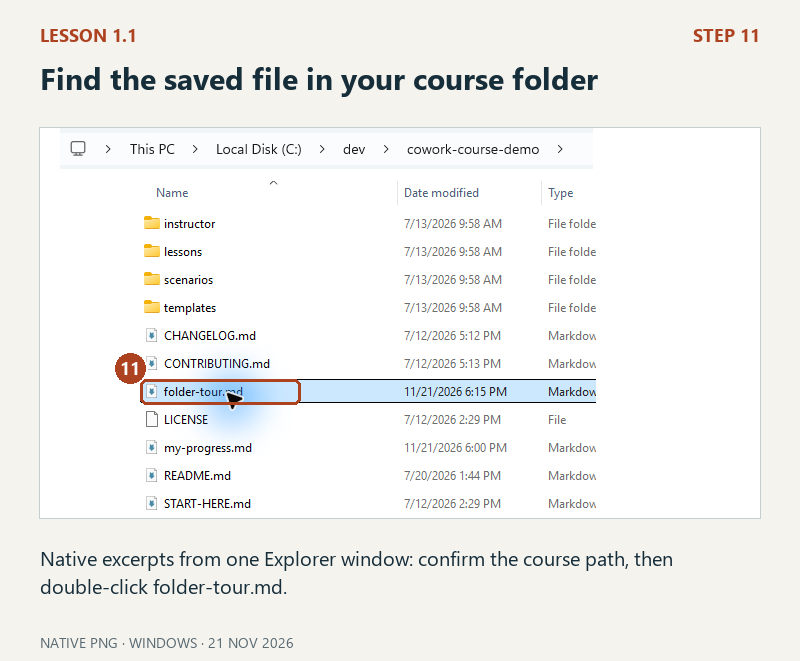 LESSON 1.1 STEP 11
Find the saved file in your course folder
> This PC > Local Disk (C:) > dev > cowork-course-demo >
Name Date modified Type
instructor 7/13/2026 9:58 AM File folde
lessons 7/13/2026 9:58 AM File folde
scenarios 7/13/2026 9:58 AM File folde
templates 7/13/2026 9:58 AM File folde
CHANGELOG.md 7/12/2026 5:12 PM Markdow
11 CONTRIBUTING.md 7/12/2026 5:13 PM Markdow
folder-tour.md 11/21/2026 6:15 PM Markdow
LICENSE 7/12/2026 2:29 PM File
my-progress.md 11/21/2026 6:00 PM Markdow
README.md 7/20/2026 1:44 PM Markdow
START-HERE.md 7/12/2026 2:29 PM Markdow
Native excerpts from one Explorer window: confirm the course path, then
double-click folder-tour.md.
NATIVE PNG · WINDOWS · 21 NOV 2026